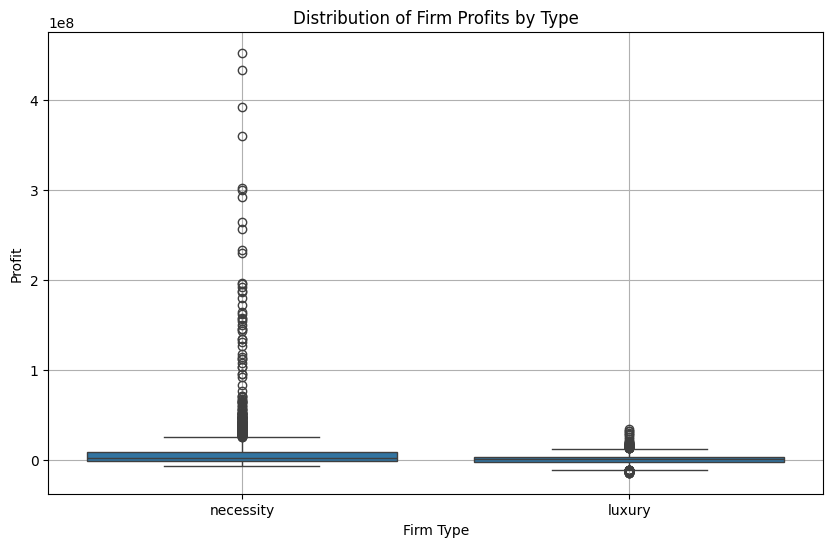 Distribution of Firm Profits by Type
1e8
4
3
2
1
0
Profit
necessity
luxury
Firm Type